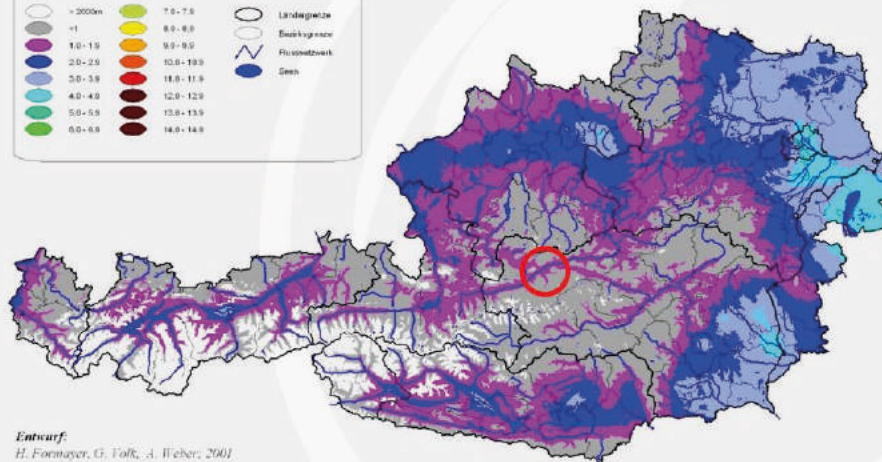 > 2000m
<1
1.0 - 1.9
2.0 - 2.9
3.0 - 3.9
4.0 - 4.9
5.0 - 5.9
6.0 - 6.9
7.0 - 7.9
8.0 - 8.9
9.0 - 9.9
10.0 - 10.9
11.0 - 11.9
12.0 - 12.9
13.0 - 13.9
14.0 - 14.9
Ländergrenze
Bezirksgrenze
Flussnetzwerk
Seen
Entwurf:
H. Formayer, G. Volk, A. Weber; 2001